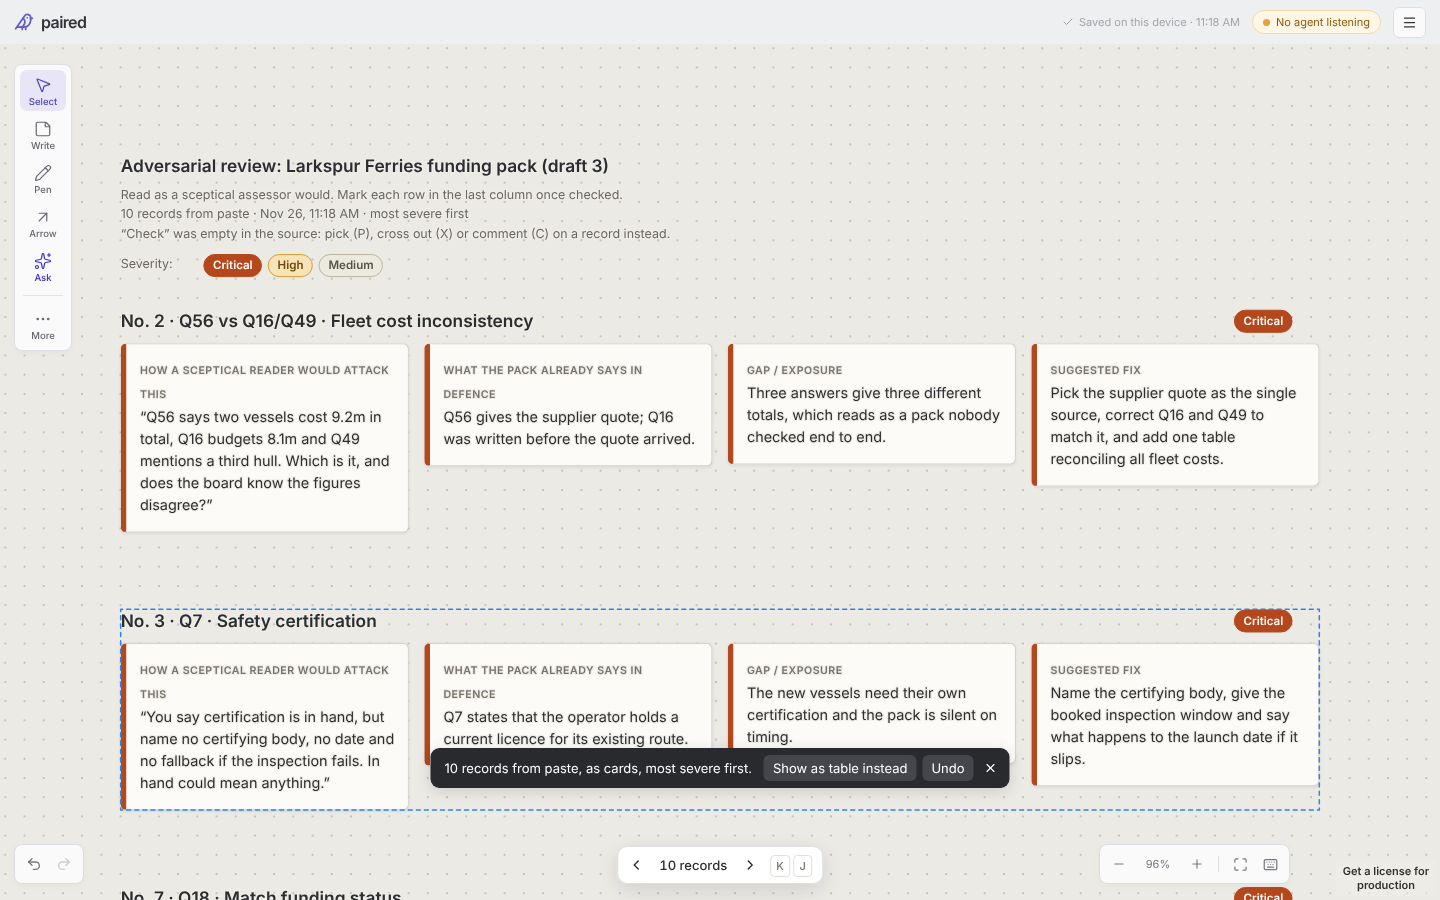 paired
Saved on this device · 11:18 AM
No agent listening
Select
Write
Pen
Arrow
Ask
More
Adversarial review: Larkspur Ferries funding pack (draft 3)
Read as a sceptical assessor would. Mark each row in the last column once checked.
10 records from paste · Nov 26, 11:18 AM · most severe first
“Check” was empty in the source: pick (P), cross out (X) or comment (C) on a record instead.
Severity:
Critical
High
Medium
No. 2 · Q56 vs Q16/Q49 · Fleet cost inconsistency
Critical
HOW A SCEPTICAL READER WOULD ATTACK
THIS
“Q56 says two vessels cost 9.2m in
total, Q16 budgets 8.1m and Q49
mentions a third hull. Which is it, and
does the board know the figures
disagree?”
WHAT THE PACK ALREADY SAYS IN
DEFENCE
Q56 gives the supplier quote; Q16
was written before the quote arrived.
GAP / EXPOSURE
Three answers give three different
totals, which reads as a pack nobody
checked end to end.
SUGGESTED FIX
Pick the supplier quote as the single
source, correct Q16 and Q49 to
match it, and add one table
reconciling all fleet costs.
No. 3 · Q7 · Safety certification
Critical
HOW A SCEPTICAL READER WOULD ATTACK
THIS
“You say certification is in hand, but
name no certifying body, no date and
no fallback if the inspection fails. In
hand could mean anything.”
WHAT THE PACK ALREADY SAYS IN
DEFENCE
Q7 states that the operator holds a
current licence for its existing route.
GAP / EXPOSURE
The new vessels need their own
certification and the pack is silent on
timing.
SUGGESTED FIX
Name the certifying body, give the
booked inspection window and say
what happens to the launch date if it
slips.
10 records from paste, as cards, most severe first.
Show as table instead
Undo
10 records
K
J
96%
Get a license for
production
No. 7 · Q18 · Match funding status
Critical